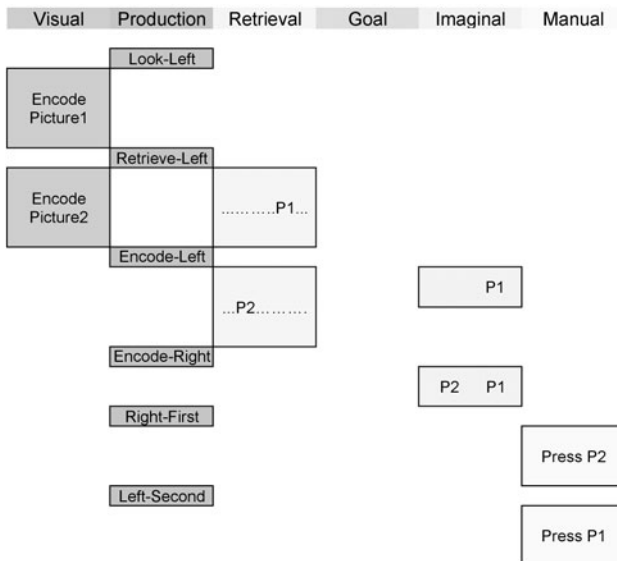 Visual Production Retrieval Goal Imaginal Manual
Look-Left
Encode
Picture1
Retrieve-Left
Encode
Picture2
...........P1...
Encode-Left
P1
...P2..........
Encode-Right
P2 P1
Right-First
Press P2
Left-Second
Press P1